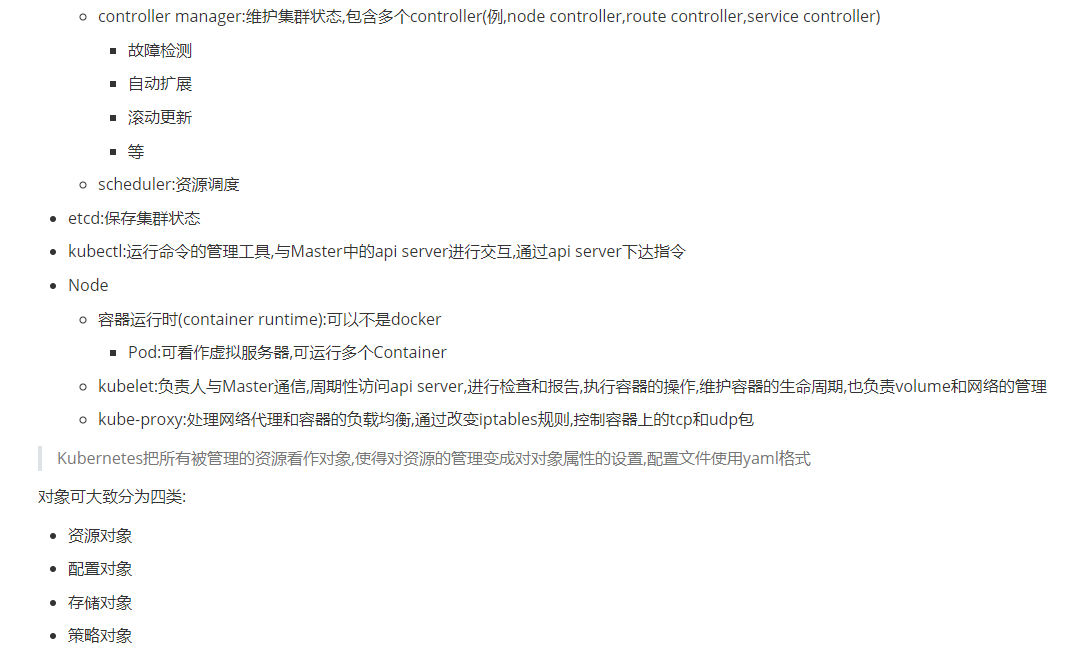 controller manager:维护集群状态,包含多个controller(例,node controller,route controller,service controller)
故障检测
自动扩展
滚动更新
等
scheduler:资源调度
etcd:保存集群状态
kubectl:运行命令的管理工具,与Master中的api server进行交互,通过api server下达指令
Node
容器运行时(container runtime):可以不是docker
Pod:可看作虚拟服务器,可运行多个Container
kubelet:负责人与Master通信,周期性访问api server,进行检查和报告,执行容器的操作,维护容器的生命周期,也负责volume和网络的管理
kube-proxy:处理网络代理和容器的负载均衡,通过改变iptables规则,控制容器上的tcp和udp包
Kubernetes把所有被管理的资源看作对象,使得对资源的管理变成对对象属性的设置,配置文件使用yaml格式
对象可大致分为四类:
资源对象
配置对象
存储对象
策略对象